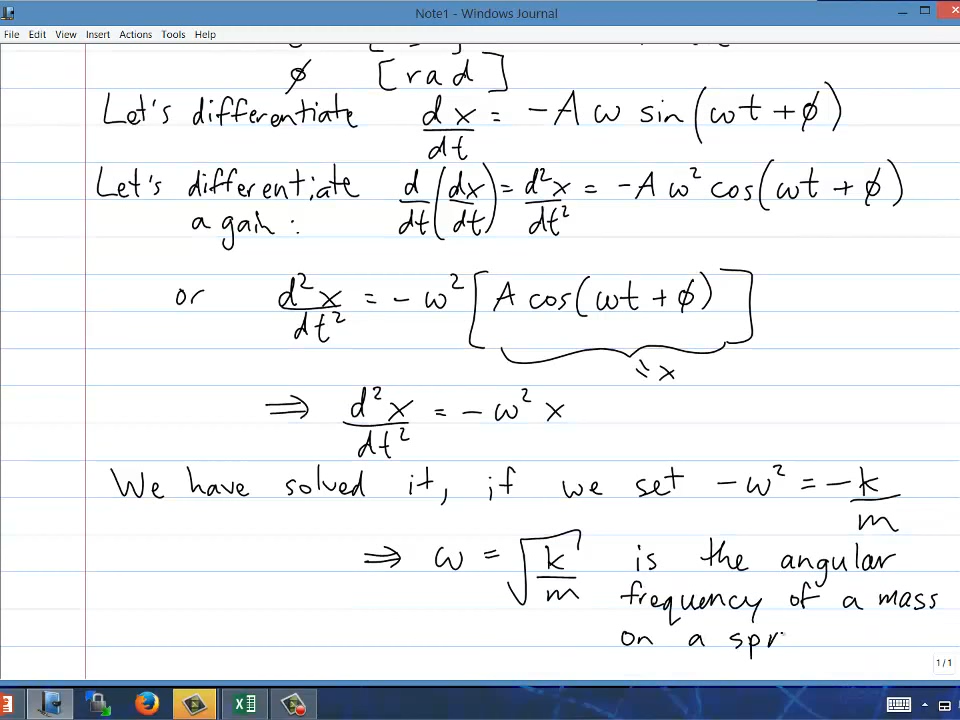 Note1 - Windows Journal
File Edit View Insert Actions Tools Help
ϕ [rad]
Let's differentiate dx/dt = -Aω sin(ωt + ϕ)
Let's differentiate d/dt(dx/dt) = d²x/dt² = -Aω² cos(ωt + ϕ)
again:
or d²x/dt² = -ω² [A cos(ωt + ϕ)]
= x
⇒ d²x/dt² = -ω² x
We have solved it, if we set -ω² = -k/m
⇒ ω = √(k/m) is the angular
frequency of a mass
on a spr
1/1